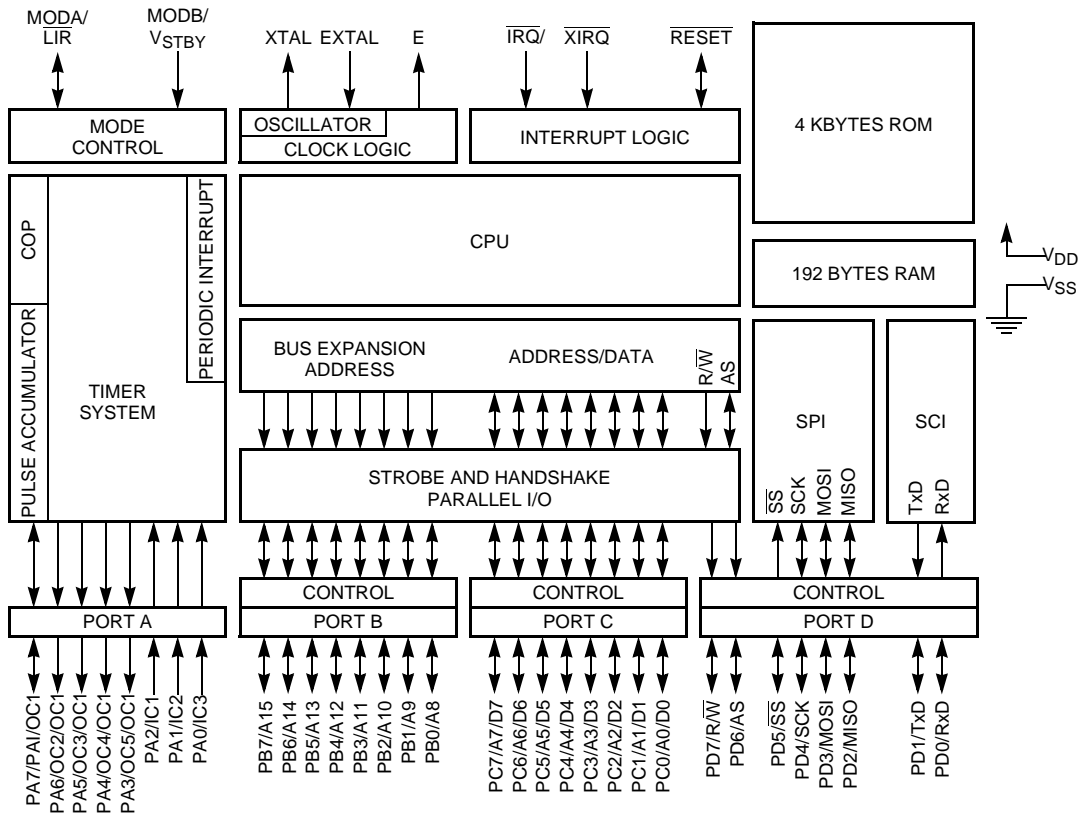 MODA/
LIR
MODB/
VSTBY
XTAL
EXTAL
E
IRQ/
XIRQ
RESET
MODE
CONTROL
OSCILLATOR
CLOCK LOGIC
INTERRUPT LOGIC
4 KBYTES ROM
COP
PULSE ACCUMULATOR
TIMER
SYSTEM
PERIODIC INTERRUPT
CPU
192 BYTES RAM
VDD
VSS
BUS EXPANSION
ADDRESS
ADDRESS/DATA
R/W
AS
STROBE AND HANDSHAKE
PARALLEL I/O
SPI
SS
SCK
MOSI
MISO
SCI
TxD
RxD
PORT A
CONTROL
PORT B
CONTROL
PORT C
CONTROL
PORT D
PA7/PAI/OC1
PA6/OC2/OC1
PA5/OC3/OC1
PA4/OC4/OC1
PA3/OC5/OC1
PA2/IC1
PA1/IC2
PA0/IC3
PB7/A15
PB6/A14
PB5/A13
PB4/A12
PB3/A11
PB2/A10
PB1/A9
PB0/A8
PC7/A7/D7
PC6/A6/D6
PC5/A5/D5
PC4/A4/D4
PC3/A3/D3
PC2/A2/D2
PC1/A1/D1
PC0/A0/D0
PD7/R/W
PD6/AS
PD5/SS
PD4/SCK
PD3/MOSI
PD2/MISO
PD1/TxD
PD0/RxD